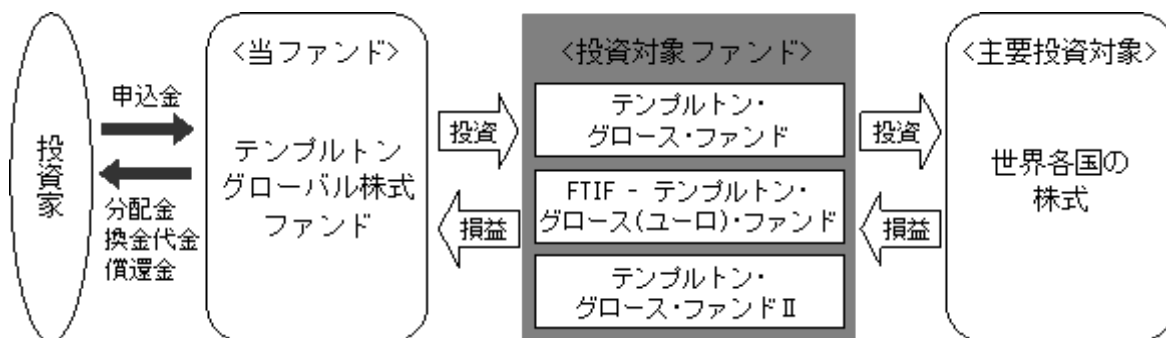 投資家
申込金
分配金
換金代金
償還金
<当ファンド>
テンプルトン
グローバル株式
ファンド
投資
損益
<投資対象ファンド>
テンプルトン・
グロース・ファンド
FTIF - テンプルトン・
グロース(ユーロ)・ファンド
テンプルトン・
グロース・ファンドⅡ
投資
損益
<主要投資対象>
世界各国の
株式